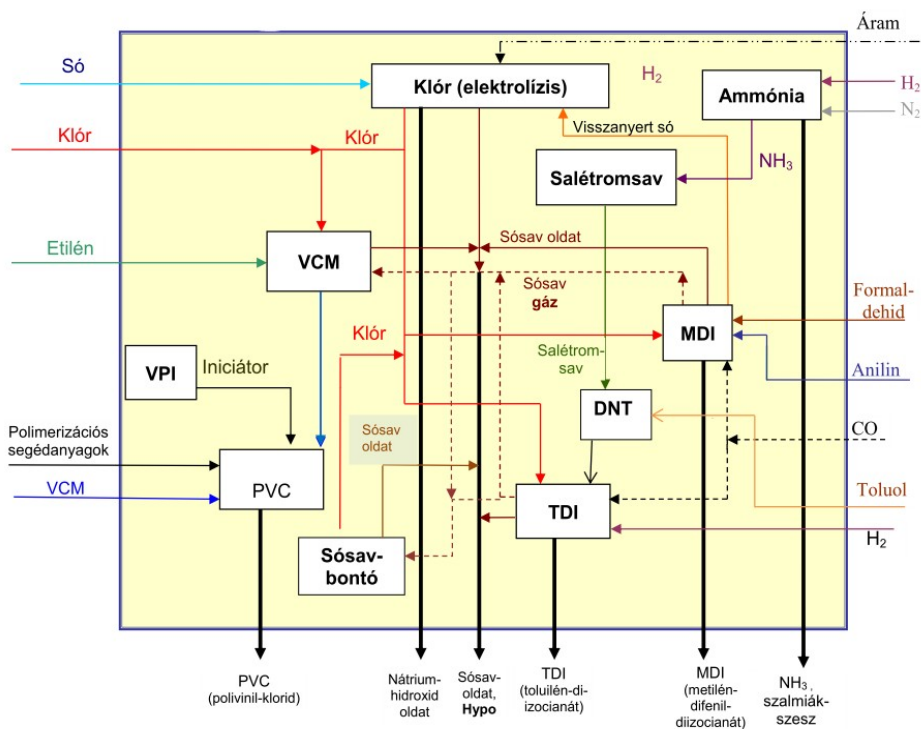 Áram
Só
Klór (elektrolízis)
H₂
Ammónia
H₂
N₂
Klór
Klór
Visszanyert só
NH₃
Salétromsav
Etilén
VCM
Sósav oldat
Sósav
gáz
Formal-
dehid
MDI
Klór
Salétrom-
sav
Anilin
VPI
Iniciátor
DNT
CO
Polimerizációs
segédanyagok
Sósav
oldat
VCM
PVC
TDI
Toluol
H₂
Sósav-
bontó
PVC
(polivinil-klorid)
Nátrium-
hidroxid
oldat
Sósav-
oldat,
Hypo
TDI
(toluilén-di-
izocianát)
MDI
(metilén-
difenil-
diizocianát)
NH₃ ,
szalmiák-
szesz